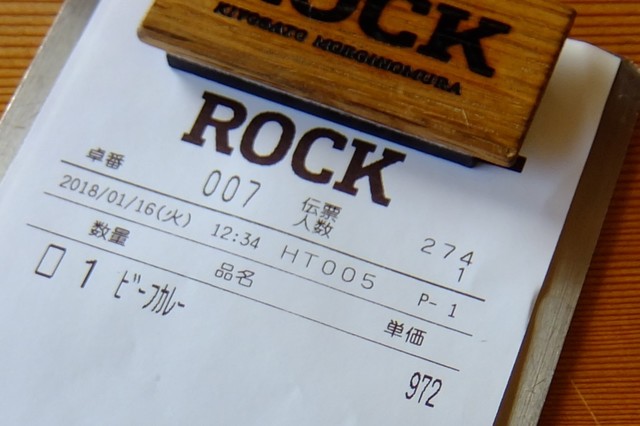 ROCK
KIYOSATO MOEGINOMURA
ROCK
卓番 007 伝票 274
人数 1
2018/01/16(火) 12:34 HT005 P- 1
数量 品名 単価
1 ビーフカレー 972